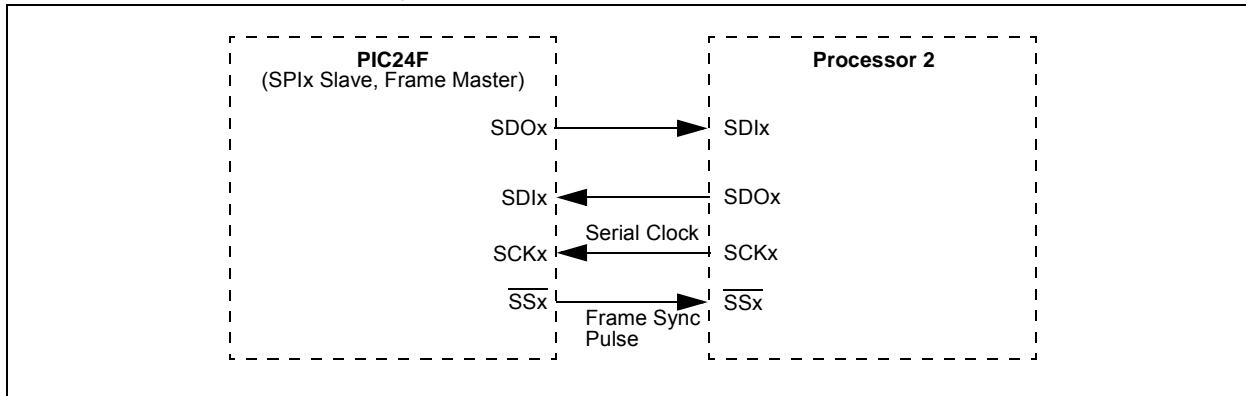 PIC24F
(SPIx Slave, Frame Master)
Processor 2
SDOx
SDIx
SDIx
SDOx
Serial Clock
SCKx
SCKx
SSx
SSx
Frame Sync
Pulse